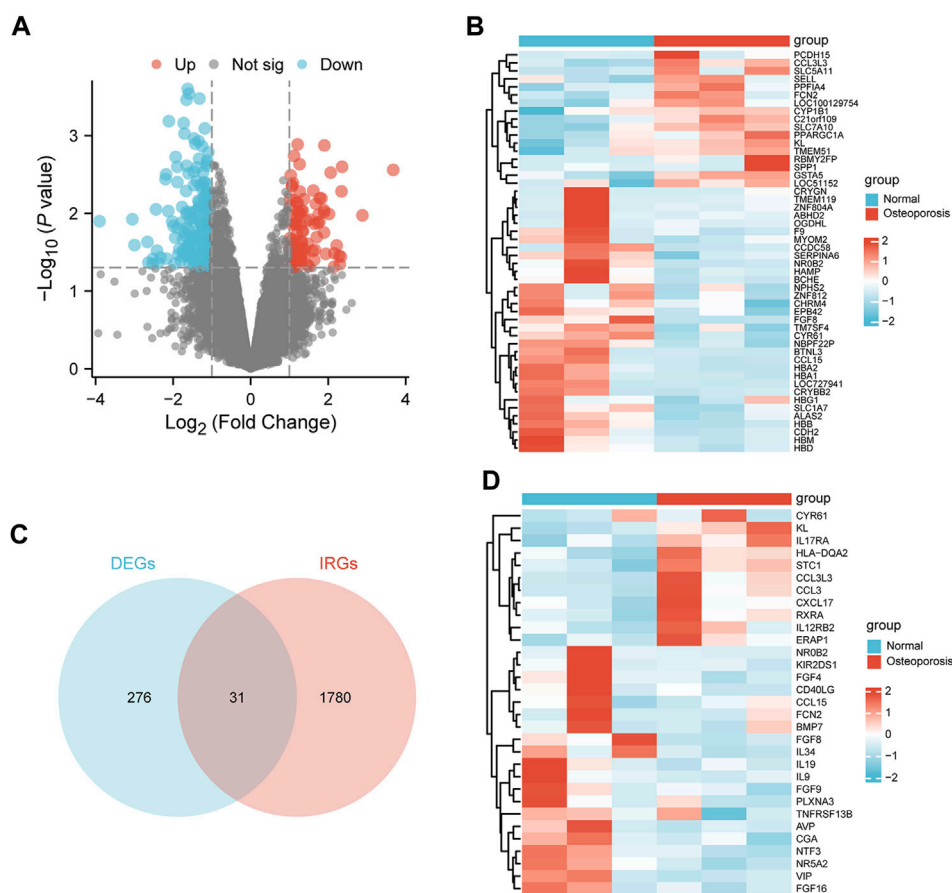 A
Up
Not sig
Down
−Log10 (P value)
3
2
1
0
−4
−2
0
2
4
Log2 (Fold Change)
B
group
PCDH15
CCL3L3
SLC5A11
SELL
PPFIA4
FCN2
LOC100129754
CYP1B1
C21orf109
SLC7A10
PPARGC1A
KL
TMEM51
RBMY2FP
SPP1
GSTA5
LOC51152
CRYGN
TMEM119
ZNF804A
ABHD2
OGDHL
F9
MYOM2
CCDC58
SERPINA6
NR0B2
HAMP
BCHE
NPHS2
ZNF812
CHRM4
EPB42
FGF8
TM7SF4
CYR61
NBPF22P
BTNL3
CCL15
HBA2
HBA1
LOC727941
CRYBB2
HBG1
SLC1A7
ALAS2
HBB
CDH2
HBM
HBD
group
Normal
Osteoporosis
2
1
0
−1
−2
C
DEGs
IRGs
276
31
1780
D
group
CYR61
KL
IL17RA
HLA−DQA2
STC1
CCL3L3
CCL3
CXCL17
RXRA
IL12RB2
ERAP1
NR0B2
KIR2DS1
FGF4
CD40LG
CCL15
FCN2
BMP7
FGF8
IL34
IL19
IL9
FGF9
PLXNA3
TNFRSF13B
AVP
CGA
NTF3
NR5A2
VIP
FGF16
group
Normal
Osteoporosis
2
1
0
−1
−2